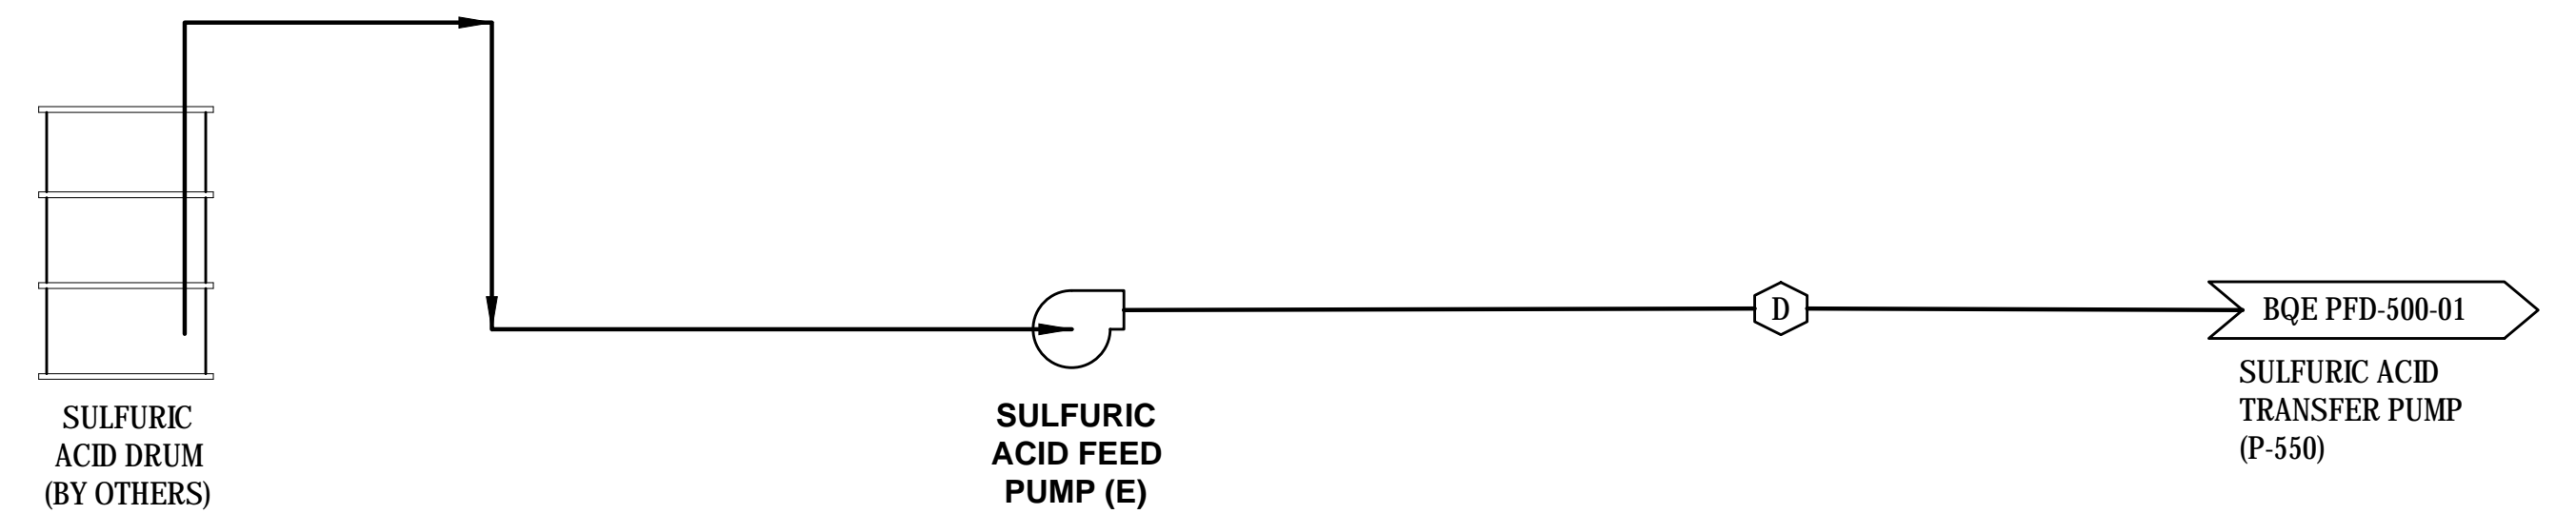 SULFURIC
ACID DRUM
(BY OTHERS)
SULFURIC
ACID FEED
PUMP (E)
D
BQE PFD-500-01
SULFURIC ACID
TRANSFER PUMP
(P-550)